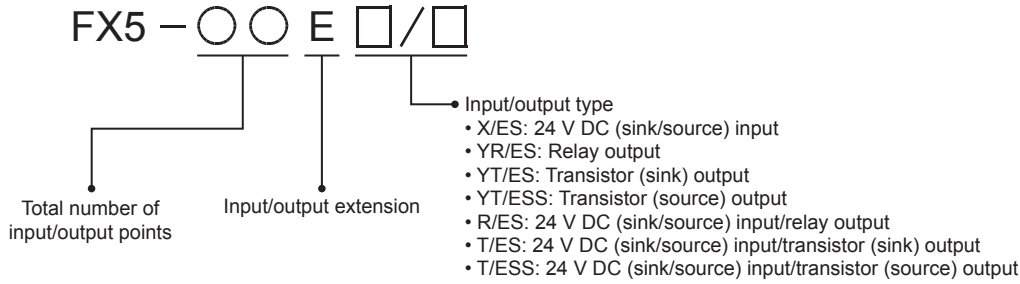 FX5 – ○○ E □/□
Input/output type
• X/ES: 24 V DC (sink/source) input
• YR/ES: Relay output
• YT/ES: Transistor (sink) output
• YT/ESS: Transistor (source) output
• R/ES: 24 V DC (sink/source) input/relay output
• T/ES: 24 V DC (sink/source) input/transistor (sink) output
• T/ESS: 24 V DC (sink/source) input/transistor (source) output
Input/output extension
Total number of
input/output points